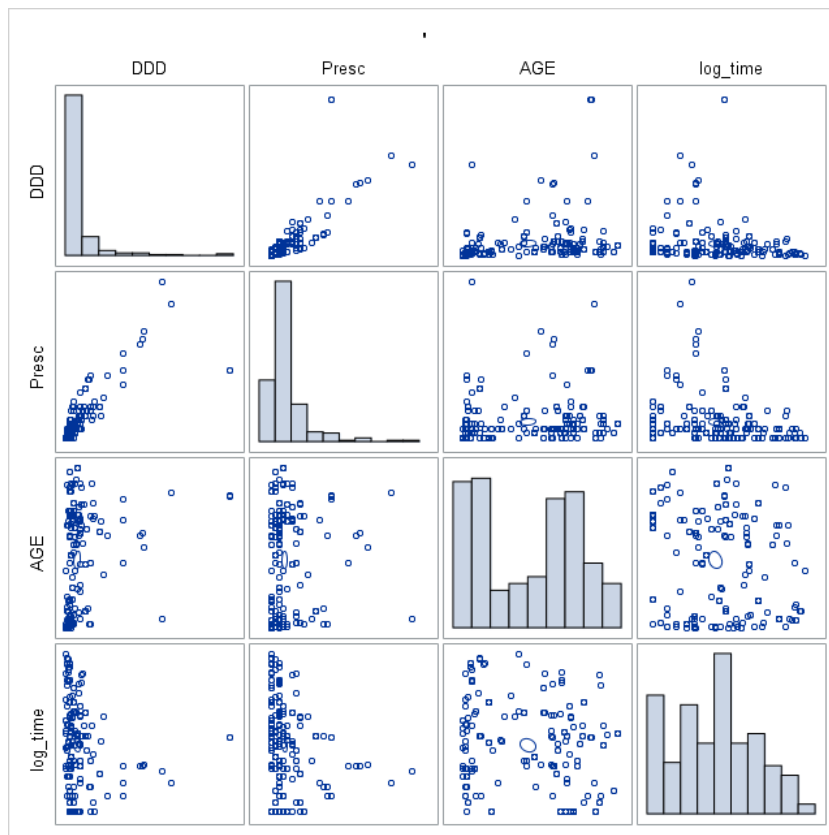 '
DDD Presc AGE log_time
DDD
Presc
AGE
log_time